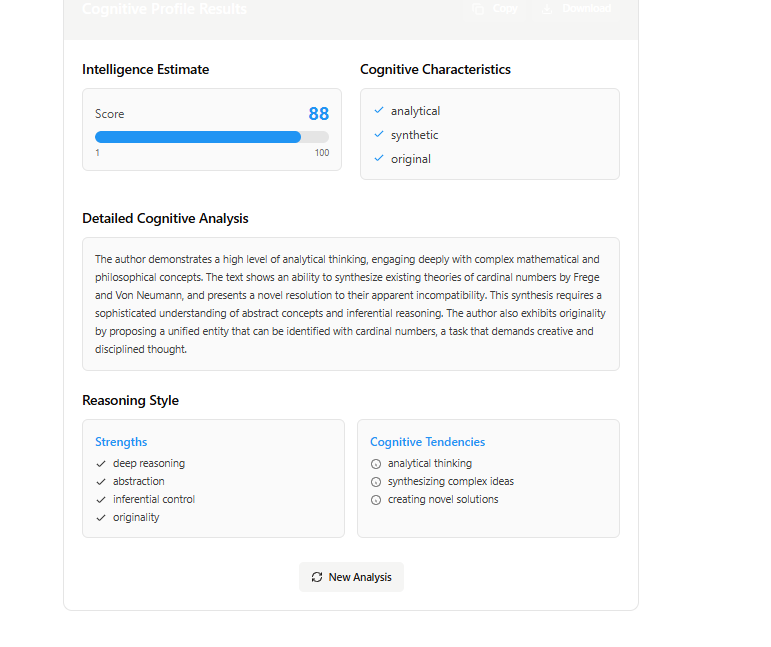 Cognitive Profile Results
Copy
Download
Intelligence Estimate
Cognitive Characteristics
Score
88
1
100
analytical
synthetic
original
Detailed Cognitive Analysis
The author demonstrates a high level of analytical thinking, engaging deeply with complex mathematical and
philosophical concepts. The text shows an ability to synthesize existing theories of cardinal numbers by Frege
and Von Neumann, and presents a novel resolution to their apparent incompatibility. This synthesis requires a
sophisticated understanding of abstract concepts and inferential reasoning. The author also exhibits originality
by proposing a unified entity that can be identified with cardinal numbers, a task that demands creative and
disciplined thought.
Reasoning Style
Strengths
deep reasoning
abstraction
inferential control
originality
Cognitive Tendencies
analytical thinking
synthesizing complex ideas
creating novel solutions
New Analysis